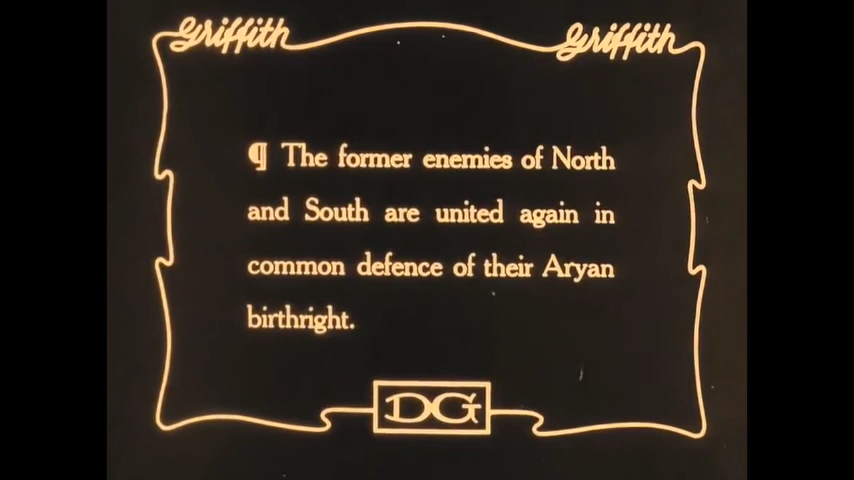 Griffith Griffith
¶ The former enemies of North
and South are united again in
common defence of their Aryan
birthright.
DG